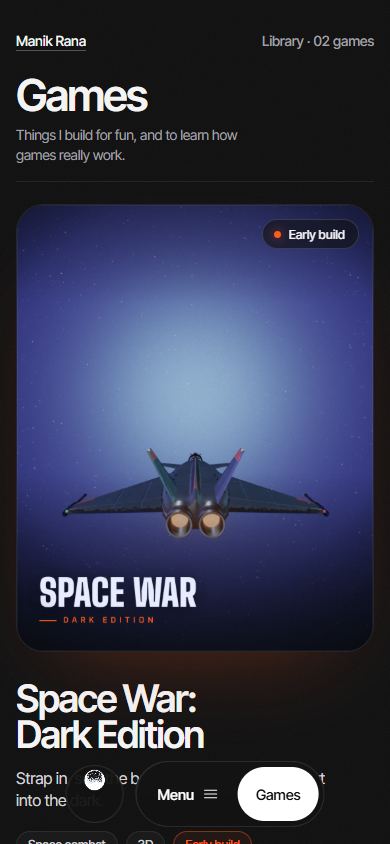 Manik Rana
Library · 02 games
Games
Things I build for fun, and to learn how
games really work.
Early build
SPACE WAR
DARK EDITION
Space War:
Dark Edition
Strap in
into the dark.
Menu
Games
Space combat
3D
Early build